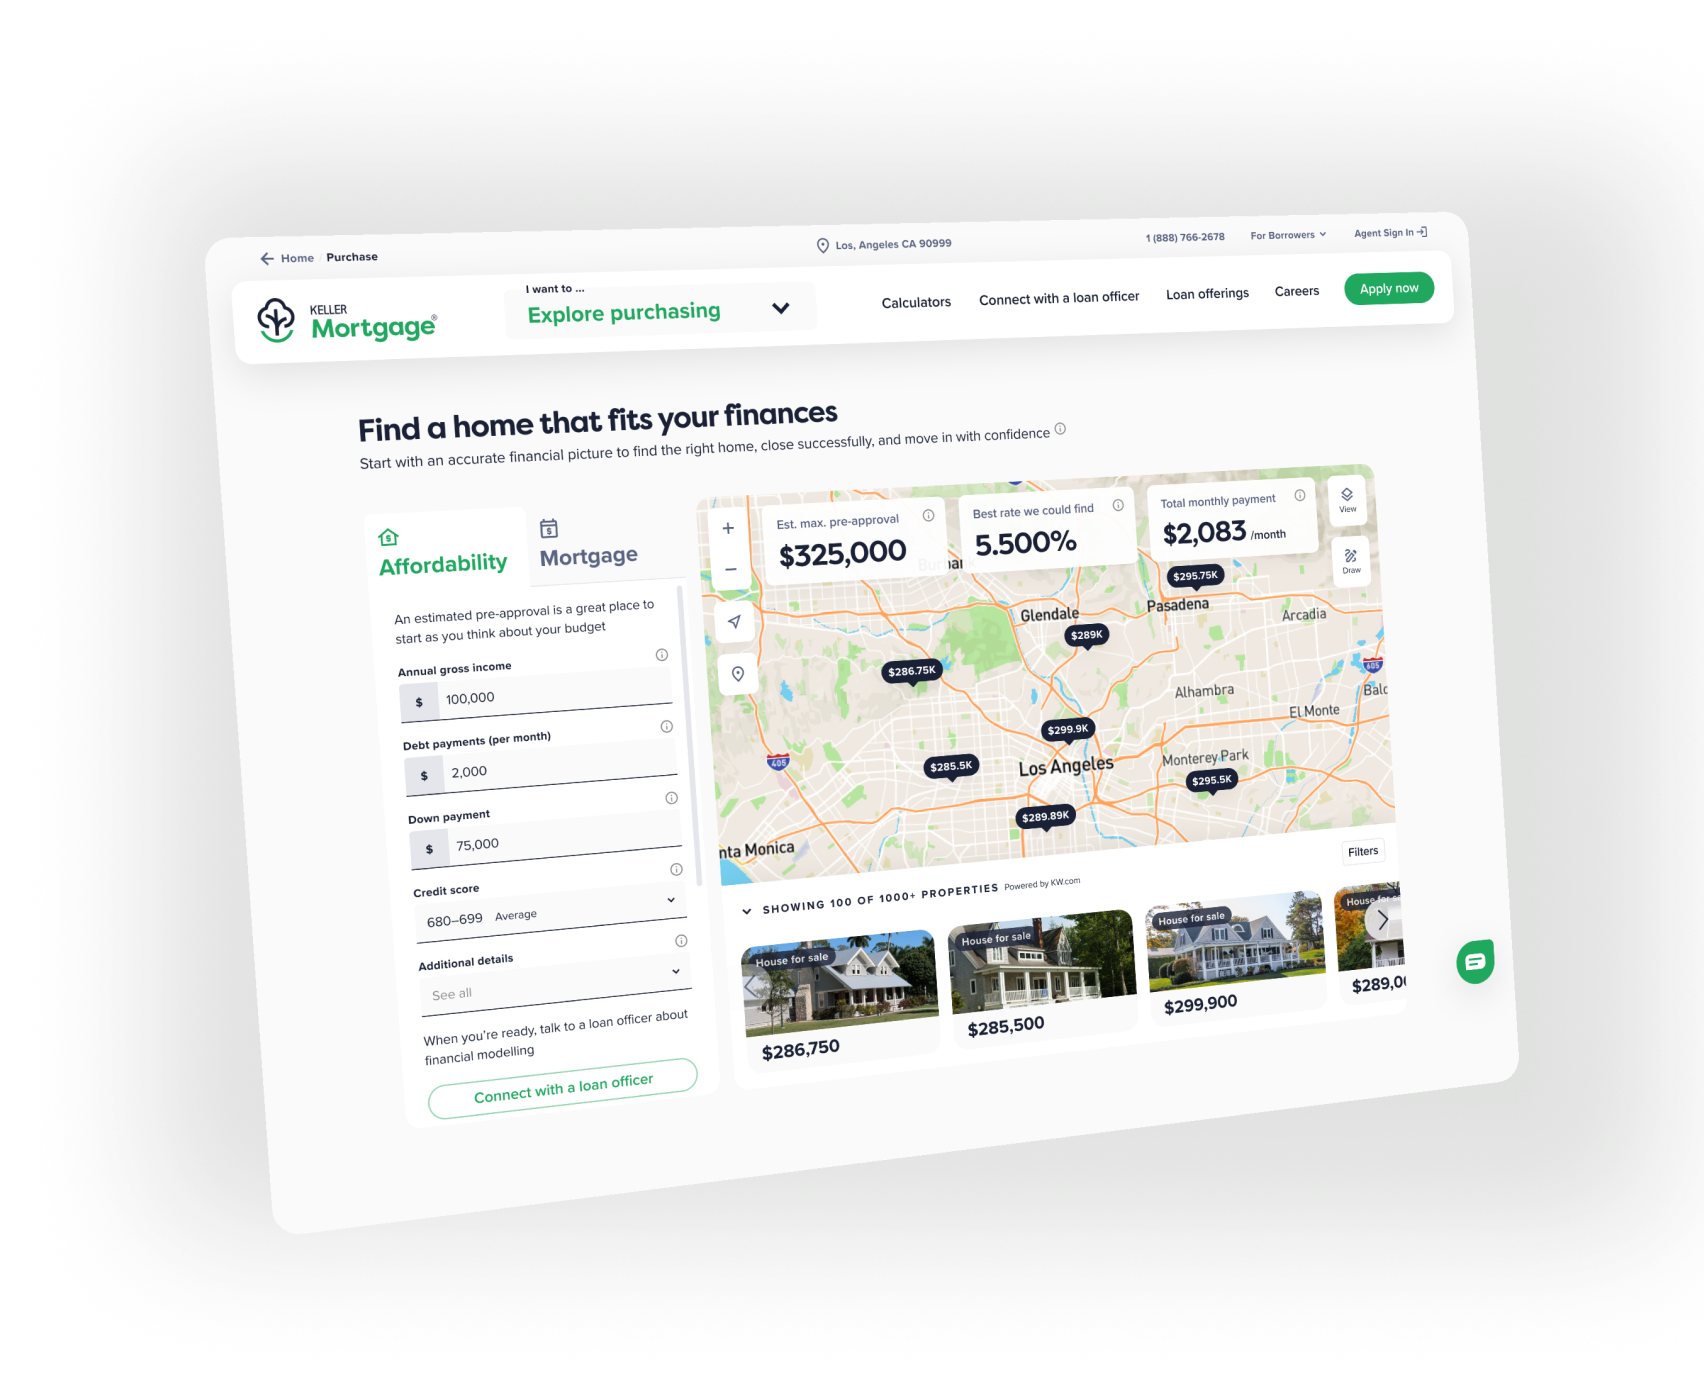 Home Purchase
Los, Angeles CA 90999
1 (888) 766-2678
For Borrowers
Agent Sign In
KELLER
Mortgage®
I want to ...
Explore purchasing
Calculators
Connect with a loan officer
Loan offerings
Careers
Apply now
Find a home that fits your finances
Start with an accurate financial picture to find the right home, close successfully, and move in with confidence
Affordability
Mortgage
An estimated pre-approval is a great place to
start as you think about your budget
Annual gross income
$ 100,000
Debt payments (per month)
$ 2,000
Down payment
$ 75,000
Credit score
680–699 Average
Additional details
See all
When you're ready, talk to a loan officer about
financial modelling
Connect with a loan officer
Est. max. pre-approval
$325,000
Best rate we could find
5.500%
Total monthly payment
$2,083 /month
View
Draw
Burbank
$295.75K
Glendale
Pasadena
Arcadia
$289K
$286.75K
605
Alhambra
Balc
El Monte
$299.9K
405
$285.5K
Los Angeles
Monterey Park
$295.5K
$289.89K
nta Monica
Filters
SHOWING 100 OF 1000+ PROPERTIES Powered by KW.com
House for sale
$286,750
House for sale
$285,500
House for sale
$299,900
House for sa
$289,00